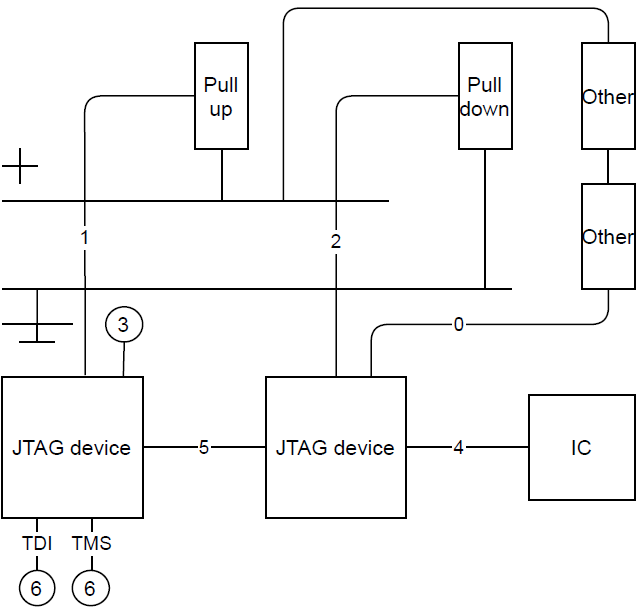 Pull
up
Pull
down
Other
1
2
Other
3
0
JTAG device
5
JTAG device
4
IC
TDI
TMS
6
6